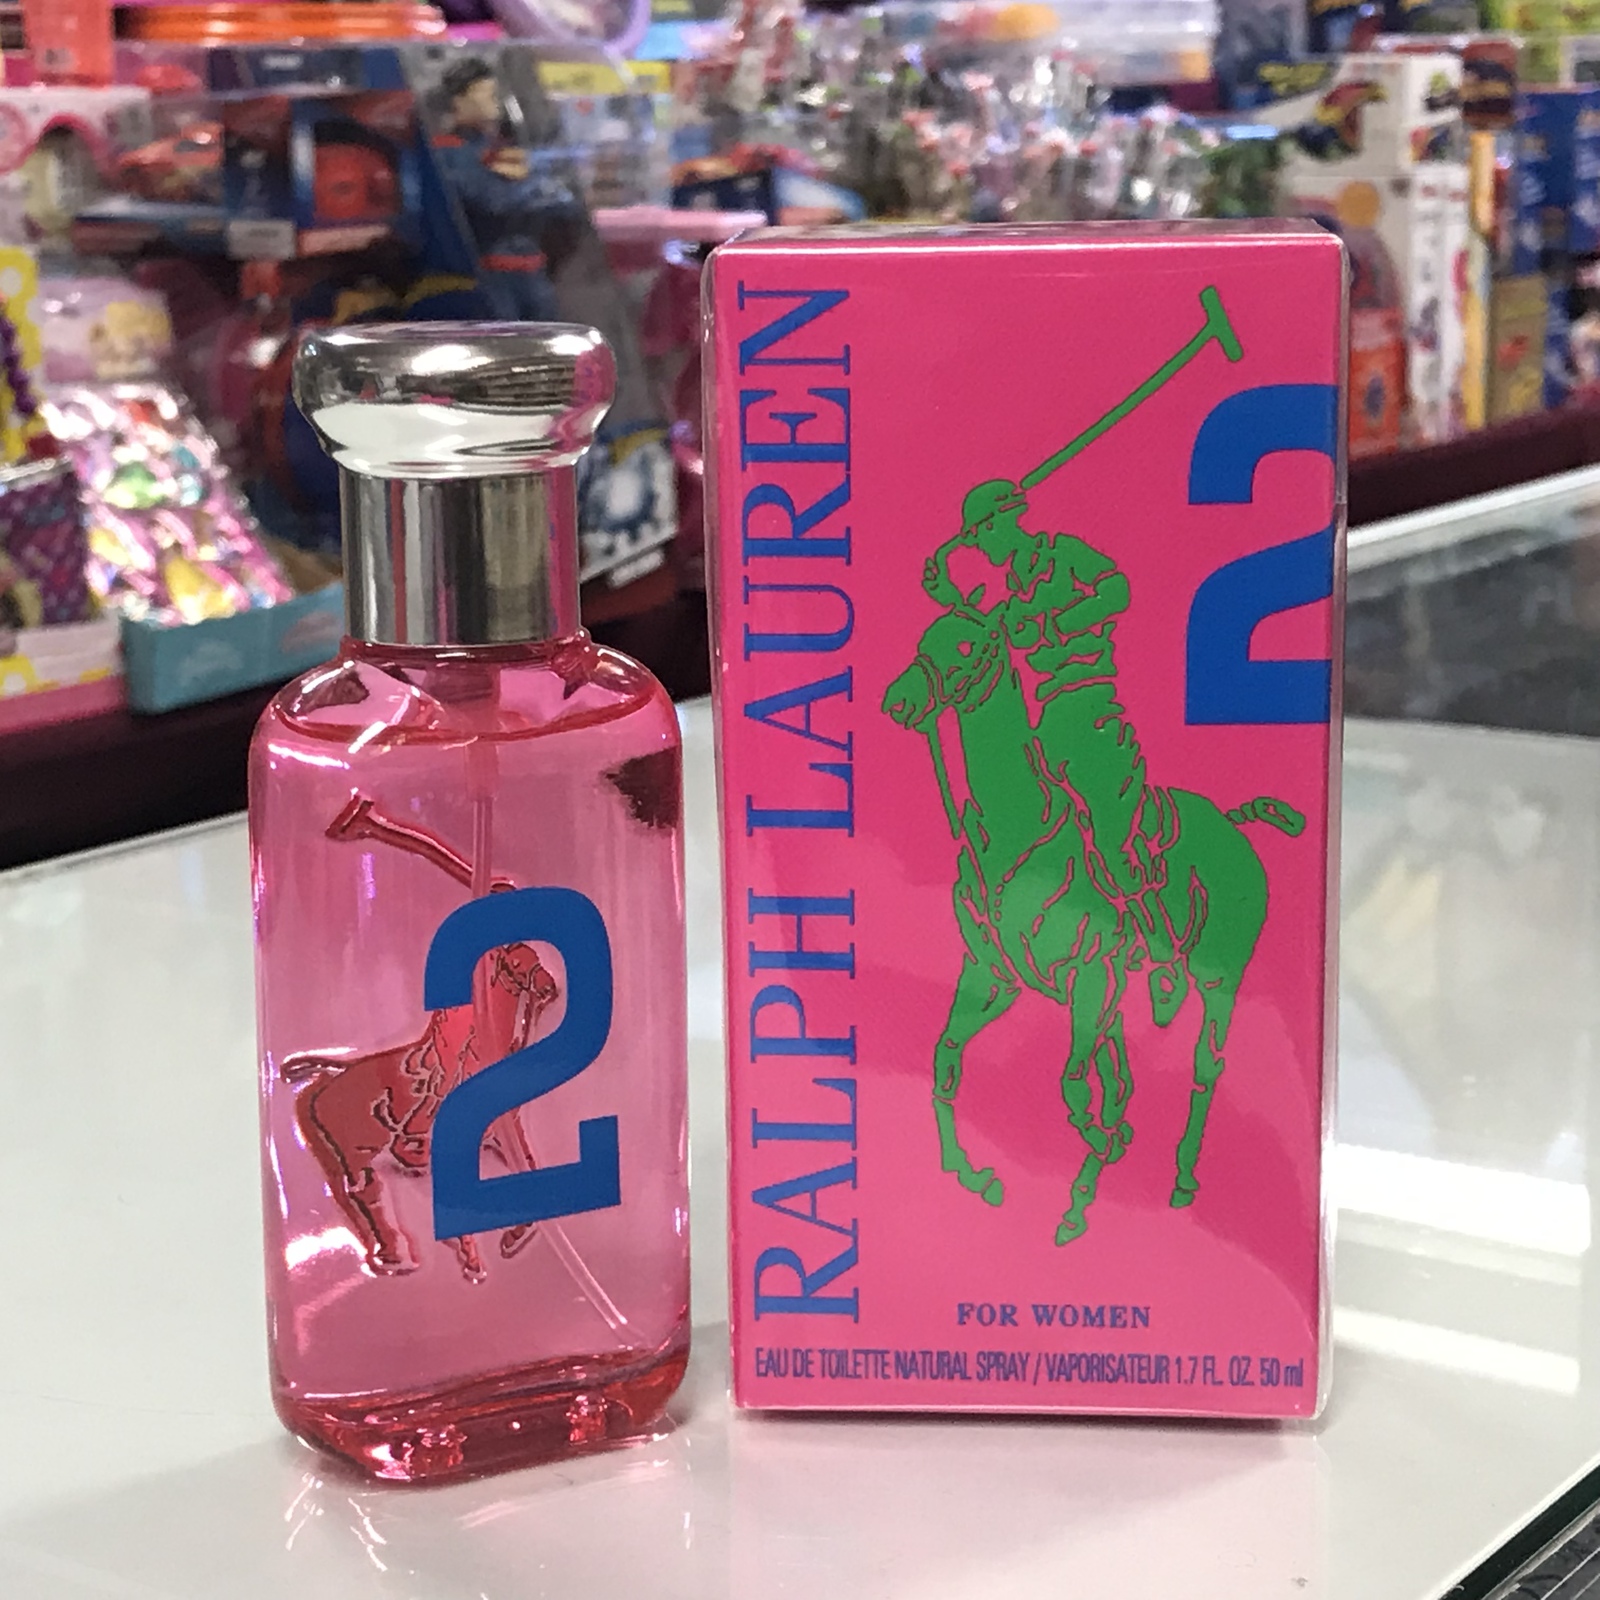 2
RALPH LAUREN
2
FOR WOMEN
EAU DE TOILETTE NATURAL SPRAY / VAPORISATEUR 1.7 FL. OZ. 50 ml